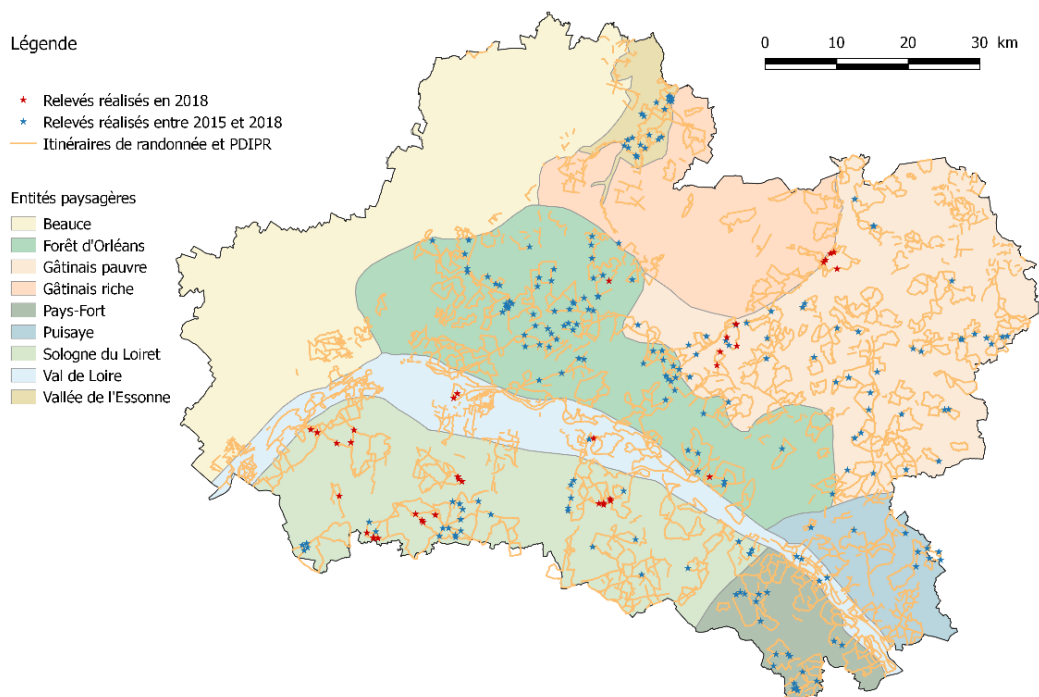 Légende
0 10 20 30 km
Relevés réalisés en 2018
Relevés réalisés entre 2015 et 2018
Itinéraires de randonnée et PDIPR
Entités paysagères
Beauce
Forêt d'Orléans
Gâtinais pauvre
Gâtinais riche
Pays-Fort
Puisaye
Sologne du Loiret
Val de Loire
Vallée de l'Essonne